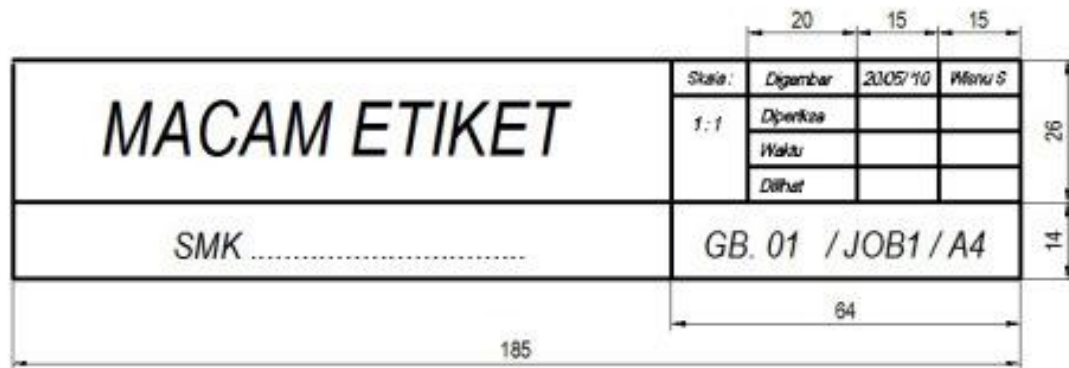 20 15 15
MACAM ETIKET
Skala : Digambar 20/05/'10 Wisnu S
1 : 1 Diperiksa
Waktu
Dilihat
26
SMK ................................
GB. 01 / JOB1 / A4
14
64
185